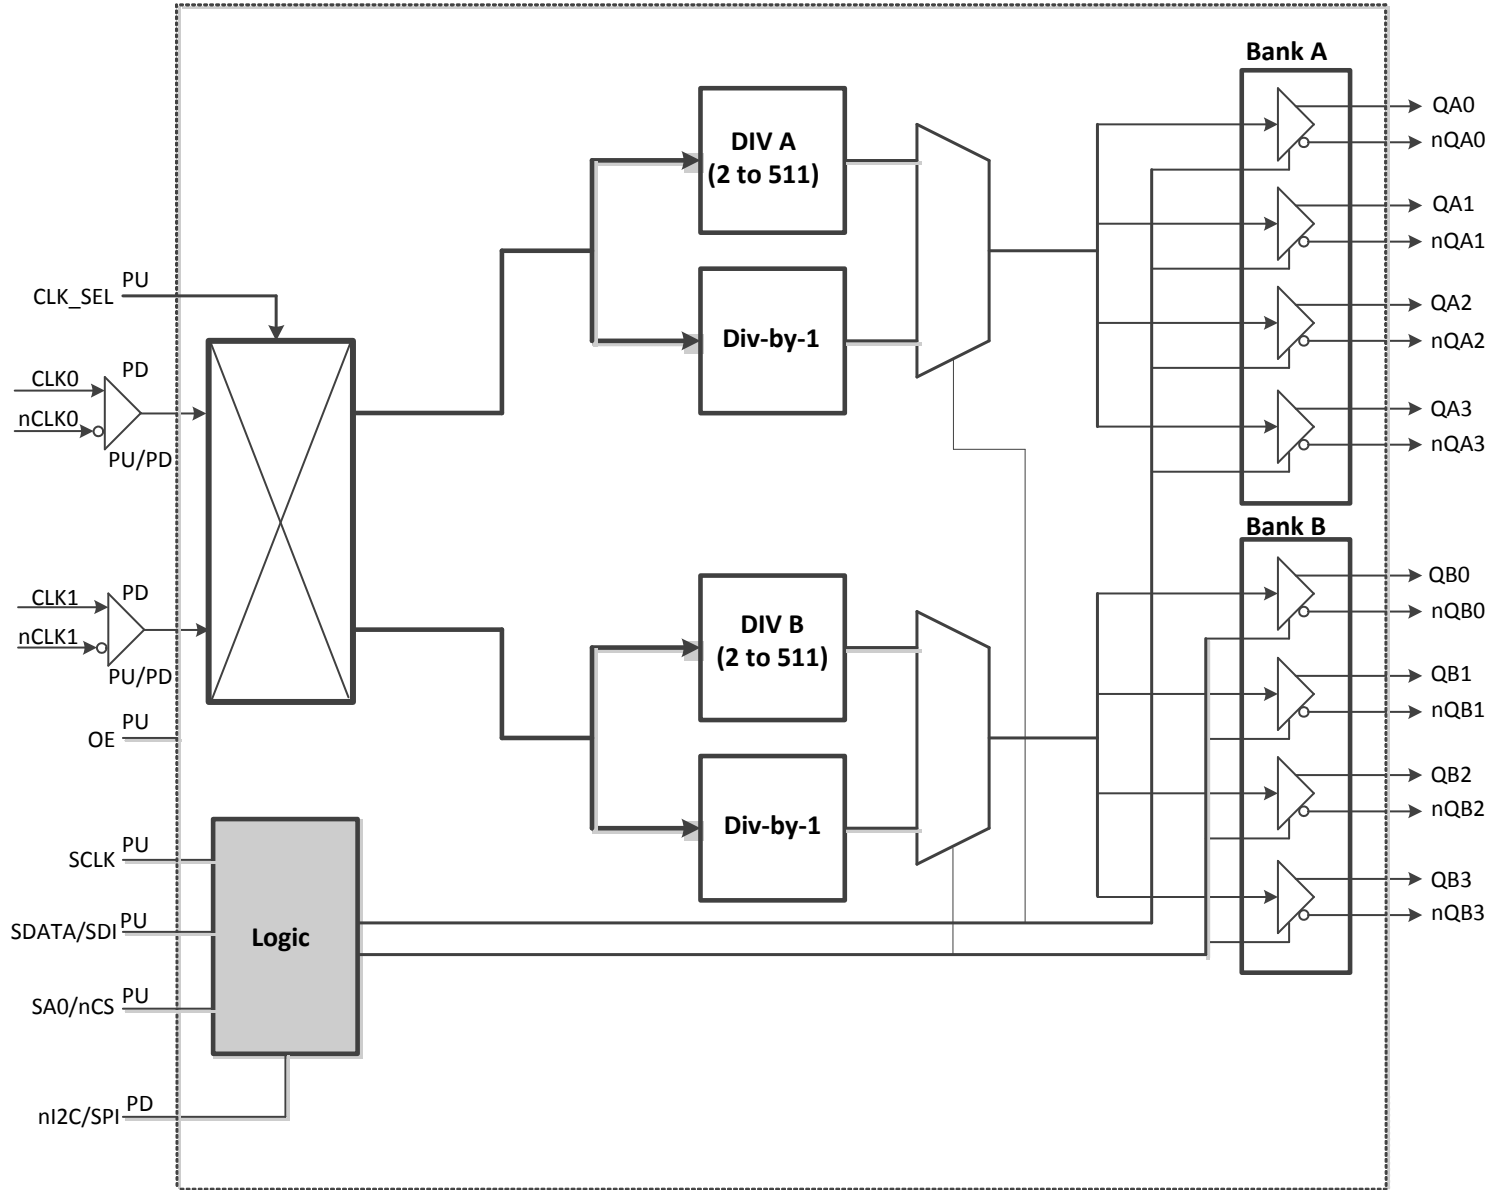 Bank A
QA0
nQA0
QA1
nQA1
QA2
nQA2
QA3
nQA3
DIV A
(2 to 511)
Div-by-1
PU
CLK_SEL
CLK0
PD
nCLK0
PU/PD
CLK1
PD
nCLK1
PU/PD
PU
OE
DIV B
(2 to 511)
Div-by-1
Bank B
QB0
nQB0
QB1
nQB1
QB2
nQB2
QB3
nQB3
PU
SCLK
PU
SDATA/SDI
Logic
PU
SA0/nCS
PD
nI2C/SPI